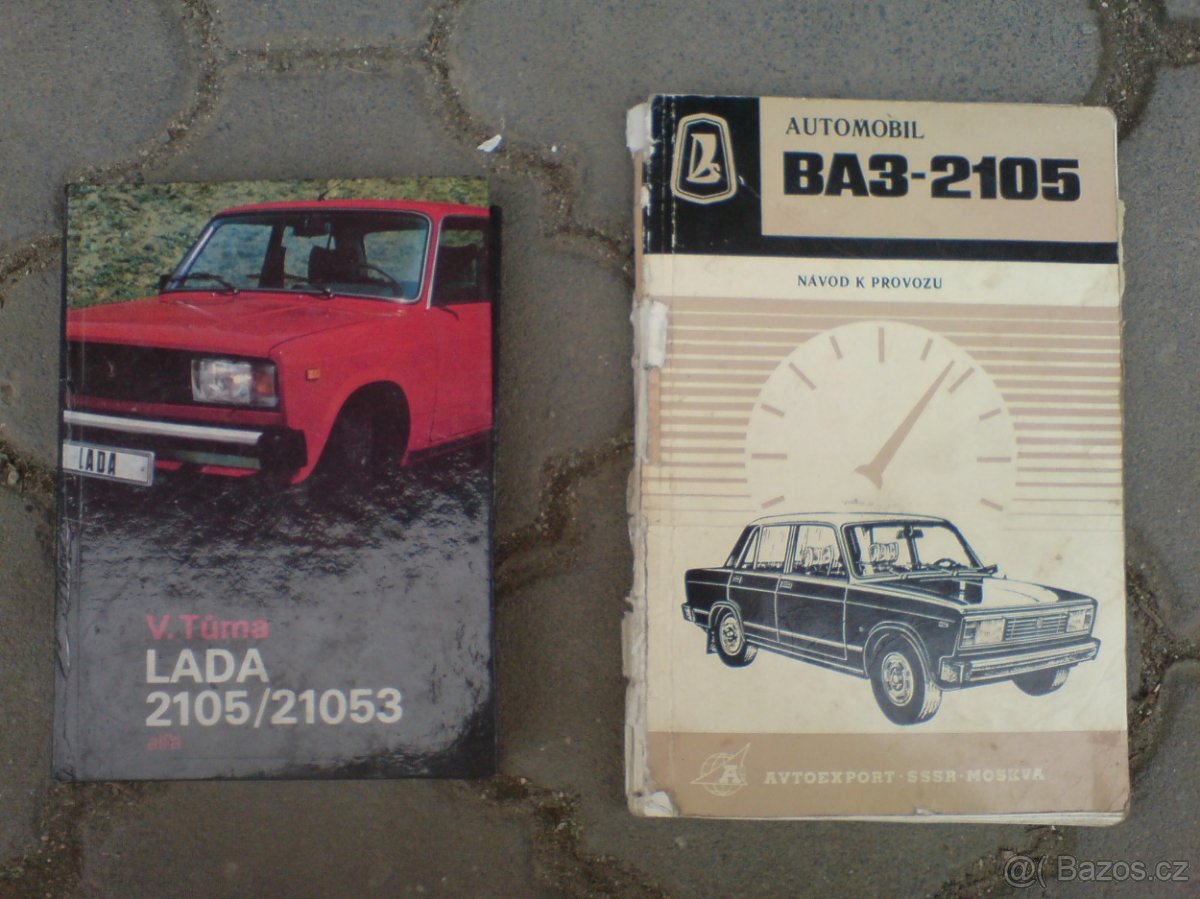 LADA
V. Tůma
LADA
2105/21053
alfa
AUTOMOBIL
ВАЗ-2105
NÁVOD K PROVOZU
A
AVTOEXPORT·SSSR·MOSKVA
@( Bazos.cz